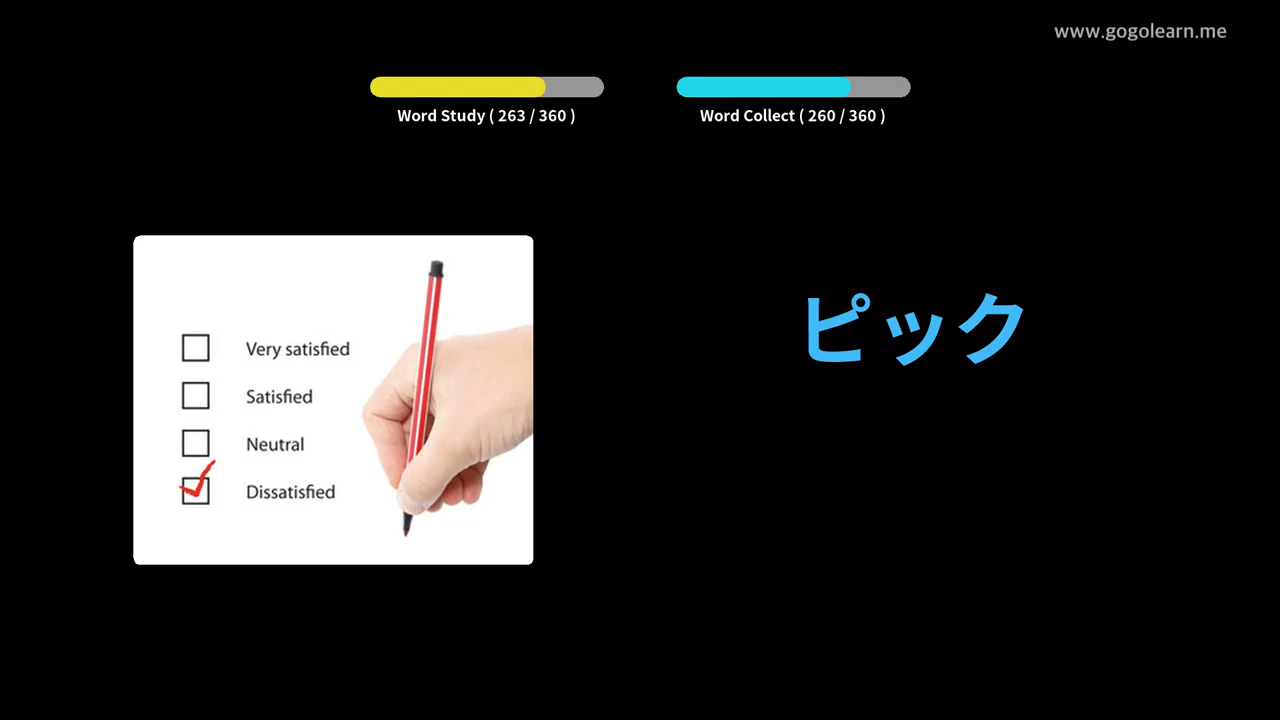 www.gogolearn.me
Word Study ( 263 / 360 )
Word Collect ( 260 / 360 )
Very satisfied
Satisfied
Neutral
Dissatisfied
ピック